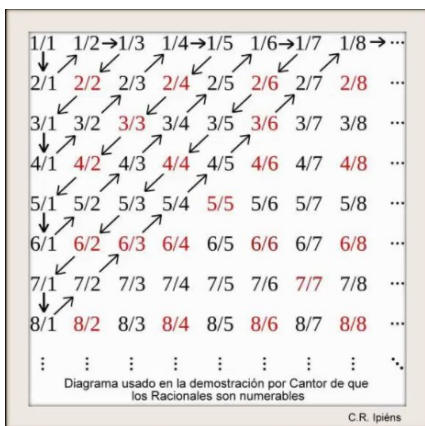 1/1 1/2 → 1/3 1/4 → 1/5 1/6 → 1/7 1/8 → ...
2/1 2/2 2/3 2/4 2/5 2/6 2/7 2/8 ...
3/1 3/2 3/3 3/4 3/5 3/6 3/7 3/8 ...
4/1 4/2 4/3 4/4 4/5 4/6 4/7 4/8 ...
5/1 5/2 5/3 5/4 5/5 5/6 5/7 5/8 ...
6/1 6/2 6/3 6/4 6/5 6/6 6/7 6/8 ...
7/1 7/2 7/3 7/4 7/5 7/6 7/7 7/8 ...
8/1 8/2 8/3 8/4 8/5 8/6 8/7 8/8 ...
Diagrama usado en la demostración por Cantor de que
los Racionales son numerables
C.R. Ipiéns